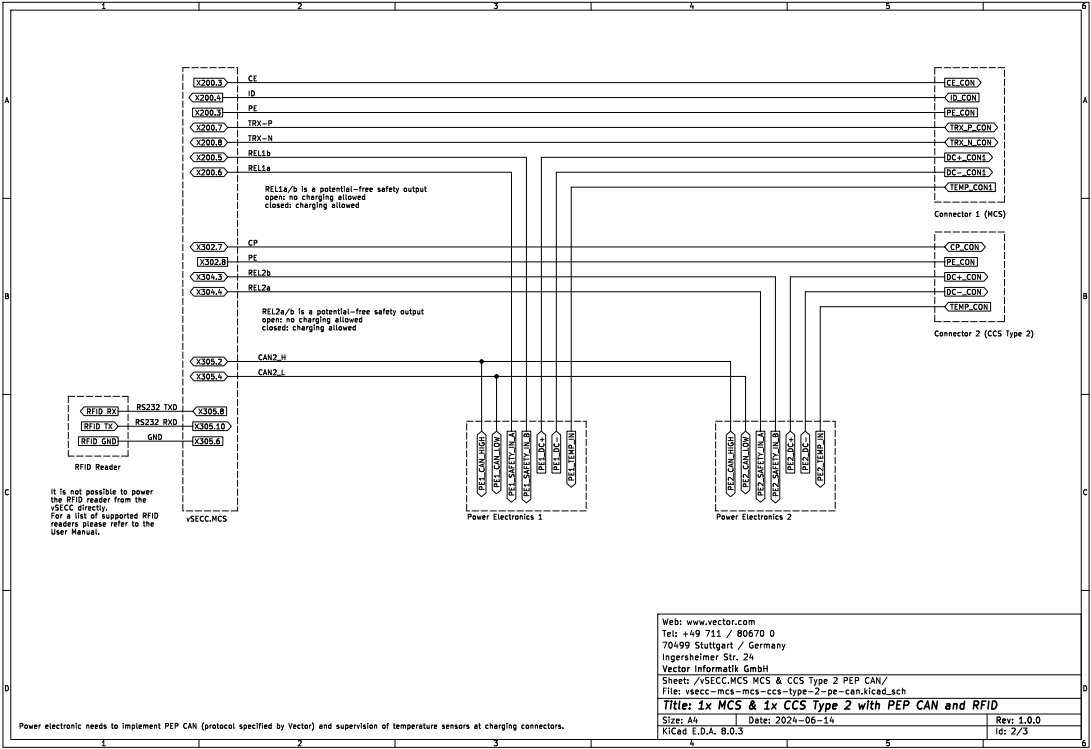 1 2 3 4 5 6
A
B
C
D
X200.3 CE CE_CON
X200.4 ID ID_CON
X200.3 PE PE_CON
X200.7 TRX-P TRX_P_CON
X200.8 TRX-N TRX_N_CON
X200.5 REL1b DC+_CON1
X200.6 REL1a DC-_CON1
TEMP_CON1
REL1a/b is a potential-free safety output
open: no charging allowed
closed: charging allowed
Connector 1 (MCS)
X302.7 CP CP_CON
X302.8 PE PE_CON
X304.3 REL2b DC+_CON
X304.4 REL2a DC-_CON
TEMP_CON
REL2a/b is a potential-free safety output
open: no charging allowed
closed: charging allowed
Connector 2 (CCS Type 2)
X305.2 CAN2_H
X305.4 CAN2_L
RFID RX RS232 TXD X305.8
RFID TX RS232 RXD X305.10
RFID GND GND X305.6
RFID Reader
It is not possible to power
the RFID reader from the
vSECC directly.
For a list of supported RFID
readers please refer to the
User Manual.
vSECC.MCS
PE1_CAN_HIGH
PE1_CAN_LOW
PE1_SAFETY_IN_A
PE1_SAFETY_IN_B
PE1_DC+
PE1_DC-
PE1_TEMP_IN
Power Electronics 1
PE2_CAN_HIGH
PE2_CAN_LOW
PE2_SAFETY_IN_A
PE2_SAFETY_IN_B
PE2_DC+
PE2_DC-
PE2_TEMP_IN
Power Electronics 2
Web: www.vector.com
Tel: +49 711 / 80670 0
70499 Stuttgart / Germany
Ingersheimer Str. 24
Vector Informatik GmbH
Sheet: /vSECC.MCS MCS & CCS Type 2 PEP CAN/
File: vsecc-mcs-mcs-ccs-type-2-pe-can.kicad_sch
Title: 1x MCS & 1x CCS Type 2 with PEP CAN and RFID
Size: A4 Date: 2024-06-14 Rev: 1.0.0
KiCad E.D.A. 8.0.3 Id: 2/3
Power electronic needs to implement PEP CAN (protocol specified by Vector) and supervision of temperature sensors at charging connectors.
A
B
C
D
1 2 3 4 5 6